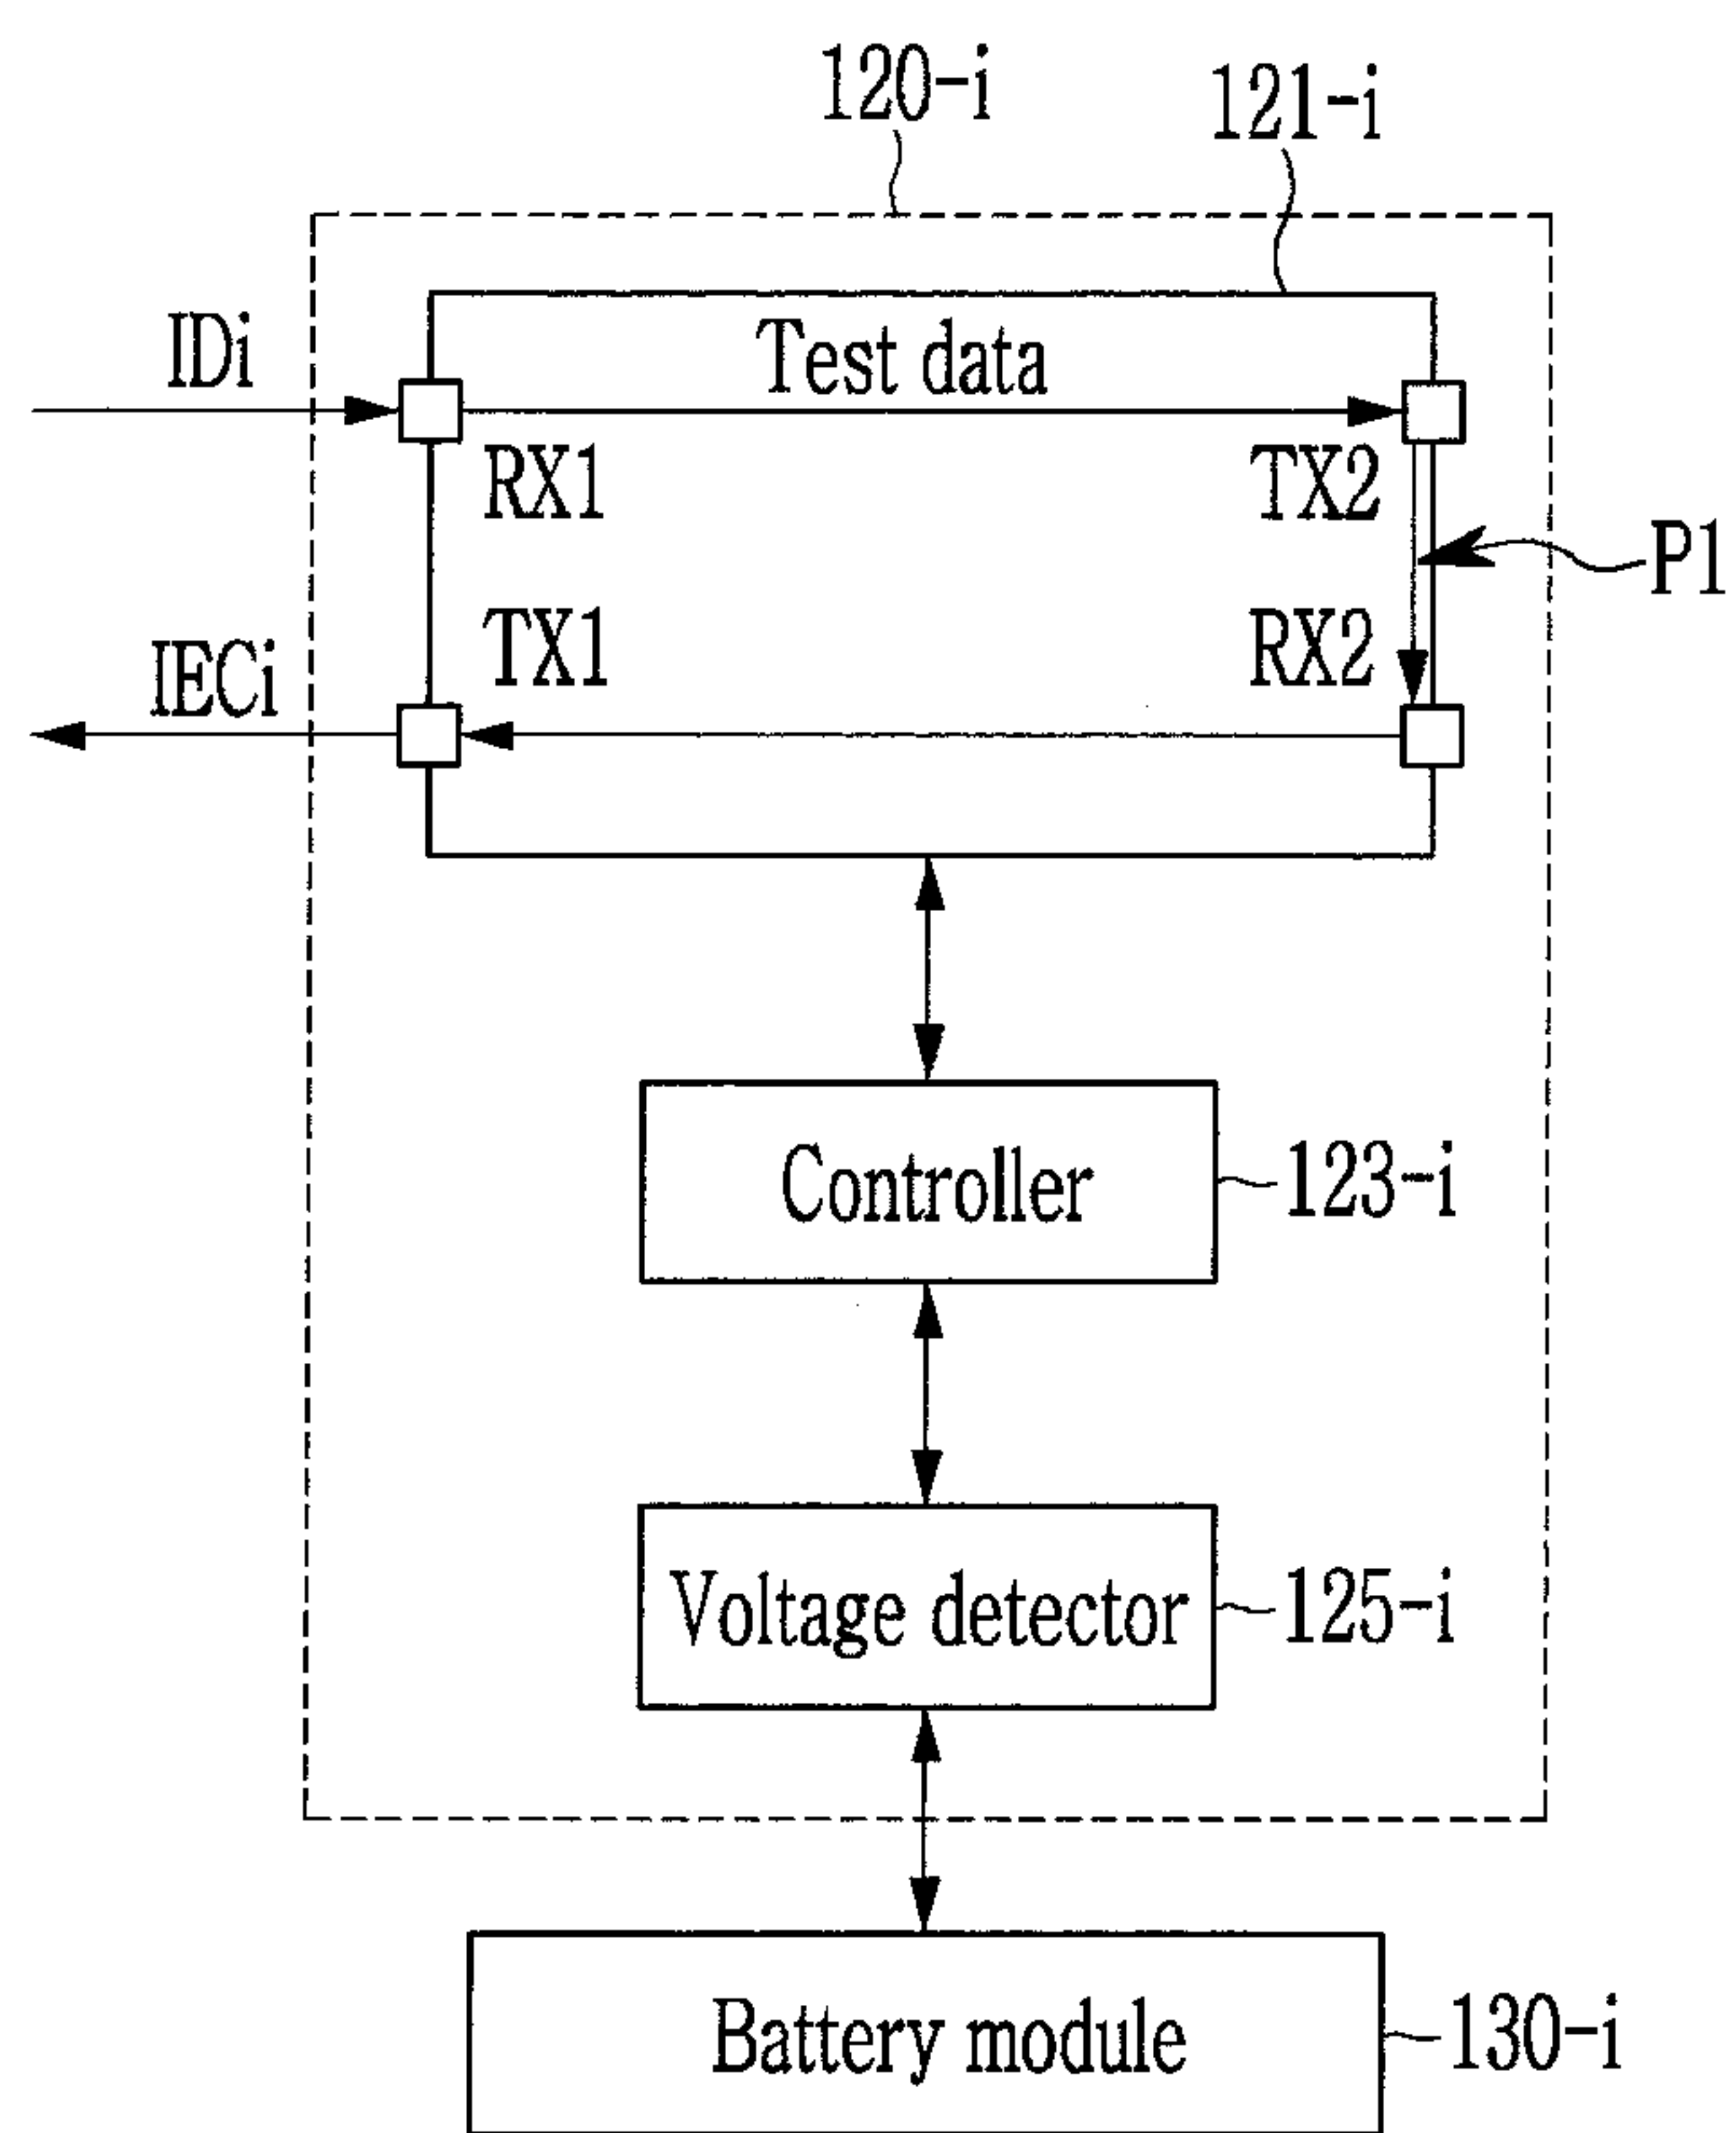 120-i
121-i
IDi
Test data
RX1
TX2
P1
IECi
TX1
RX2
Controller
123-i
Voltage detector
125-i
Battery module
130-i